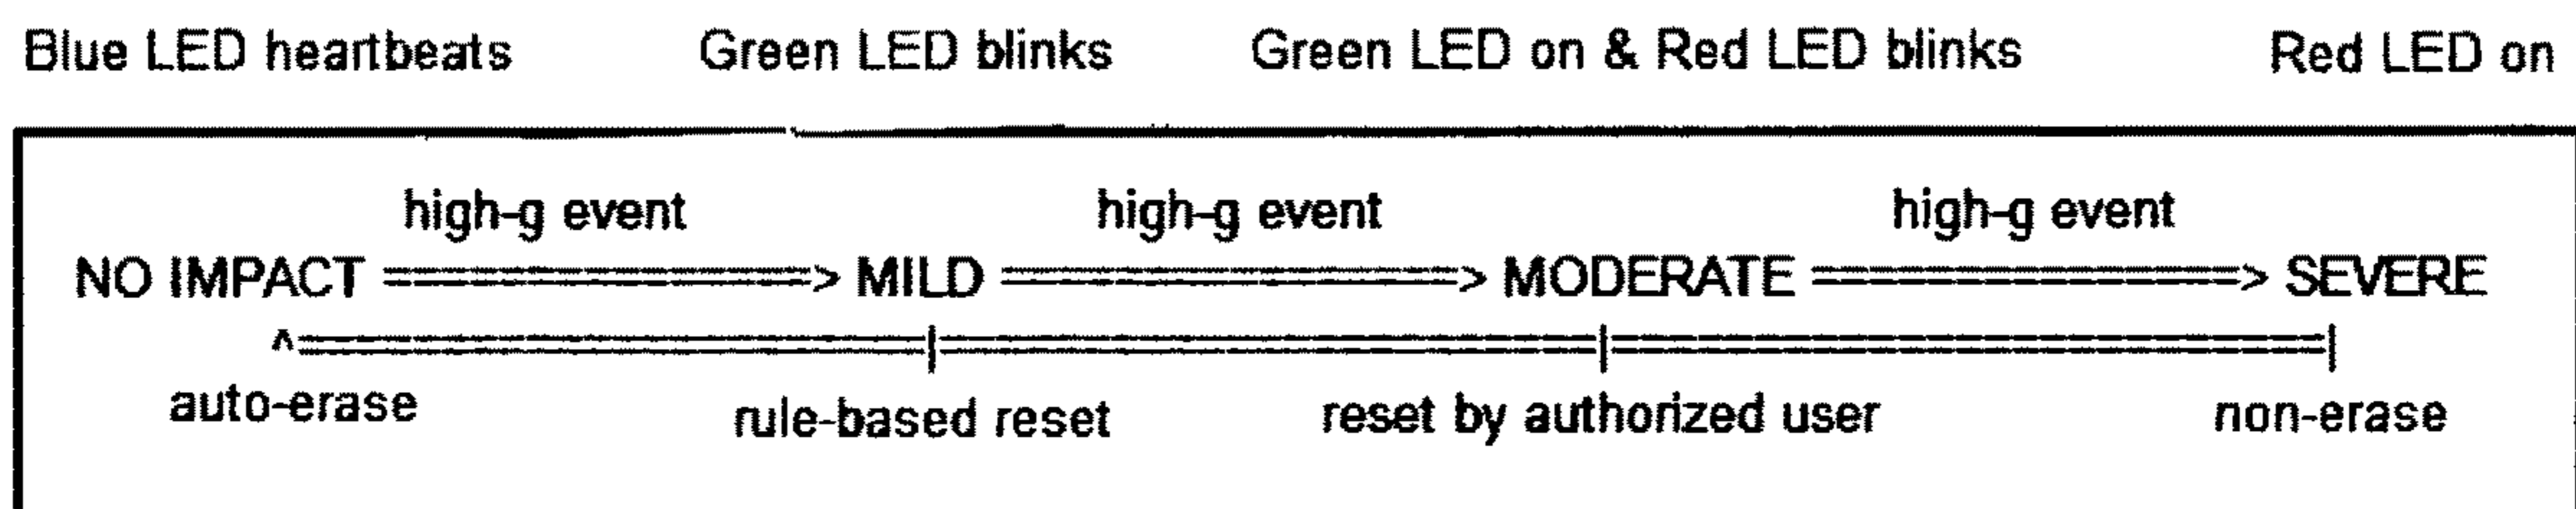 Blue LED heartbeats Green LED blinks Green LED on & Red LED blinks Red LED on
high-g event high-g event high-g event
NO IMPACT ==========> MILD ==========> MODERATE ==========> SEVERE
^===============|===============|===============|
auto-erase rule-based reset reset by authorized user non-erase